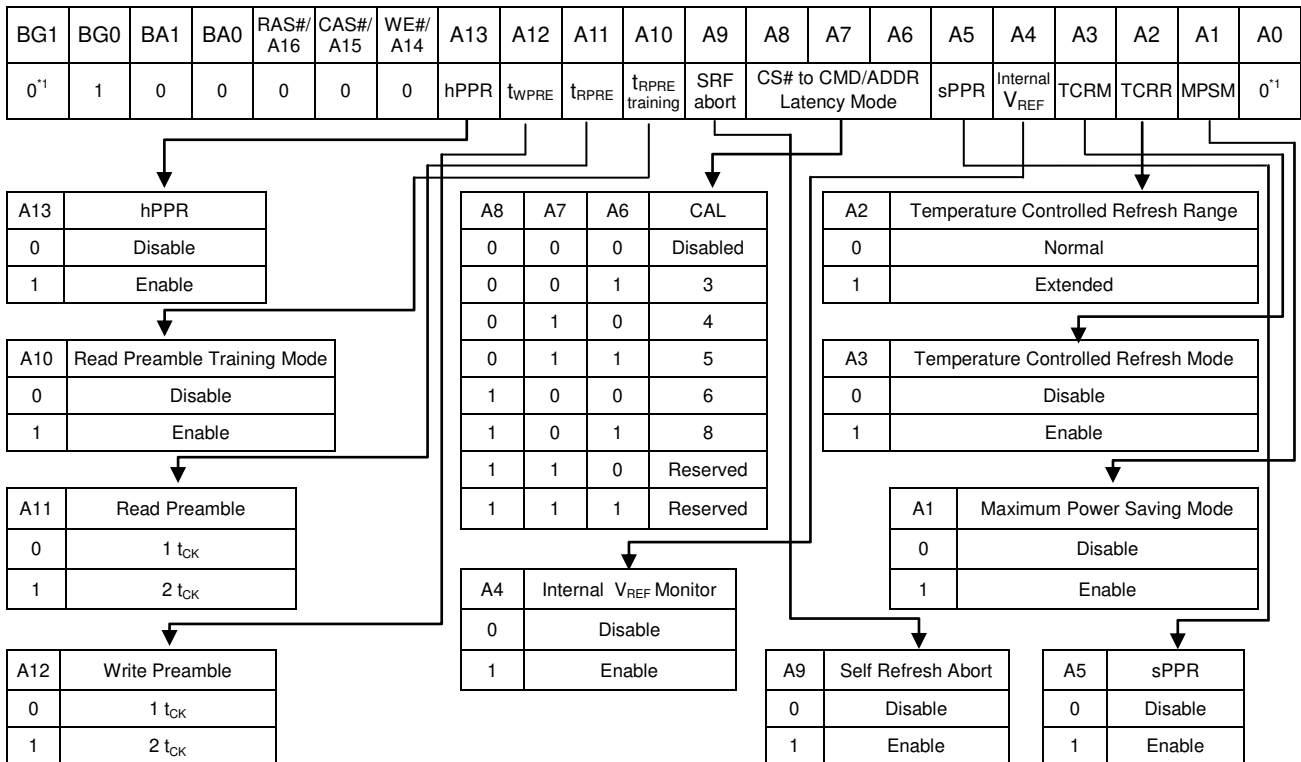 BG1 BG0 BA1 BA0 RAS#/A16 CAS#/A15 WE#/A14 A13 A12 A11 A10 A9 A8 A7 A6 A5 A4 A3 A2 A1 A0
0*1 1 0 0 0 0 0 hPPR tWPRE tRPRE tRPRE training SRF abort CS# to CMD/ADDR Latency Mode sPPR Internal VREF TCRM TCRR MPSM 0*1
A13 hPPR
0 Disable
1 Enable
A10 Read Preamble Training Mode
0 Disable
1 Enable
A11 Read Preamble
0 1 tCK
1 2 tCK
A12 Write Preamble
0 1 tCK
1 2 tCK
A8 A7 A6 CAL
0 0 0 Disabled
0 0 1 3
0 1 0 4
0 1 1 5
1 0 0 6
1 0 1 8
1 1 0 Reserved
1 1 1 Reserved
A4 Internal VREF Monitor
0 Disable
1 Enable
A2 Temperature Controlled Refresh Range
0 Normal
1 Extended
A3 Temperature Controlled Refresh Mode
0 Disable
1 Enable
A1 Maximum Power Saving Mode
0 Disable
1 Enable
A9 Self Refresh Abort
0 Disable
1 Enable
A5 sPPR
0 Disable
1 Enable